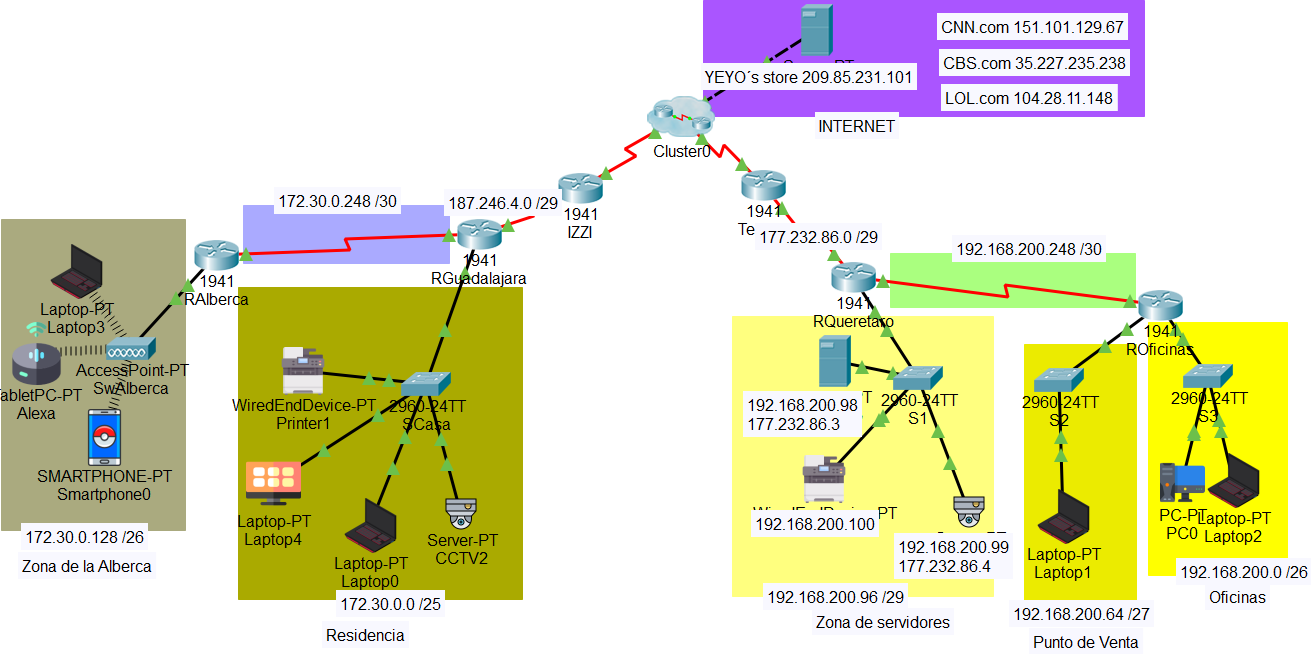 CNN.com 151.101.129.67
CBS.com 35.227.235.238
LOL.com 104.28.11.148
YEYO´s store 209.85.231.101
INTERNET
Cluster0
1941
IZZI
1941
Te
172.30.0.248 /30
187.246.4.0 /29
177.232.86.0 /29
192.168.200.248 /30
1941
RAlberca
1941
RGuadalajara
1941
RQueretaro
1941
ROficinas
Laptop-PT
Laptop3
AccessPoint-PT
SwAlberca
TabletPC-PT
Alexa
SMARTPHONE-PT
Smartphone0
172.30.0.128 /26
Zona de la Alberca
WiredEndDevice-PT
Printer1
2960-24TT
SCasa
Laptop-PT
Laptop4
Laptop-PT
Laptop0
Server-PT
CCTV2
172.30.0.0 /25
Residencia
2960-24TT
S1
192.168.200.98
177.232.86.3
192.168.200.100
192.168.200.99
177.232.86.4
192.168.200.96 /29
Zona de servidores
2960-24TT
S2
Laptop-PT
Laptop1
192.168.200.64 /27
Punto de Venta
2960-24TT
S3
PC-PT
PC0
Laptop-PT
Laptop2
192.168.200.0 /26
Oficinas